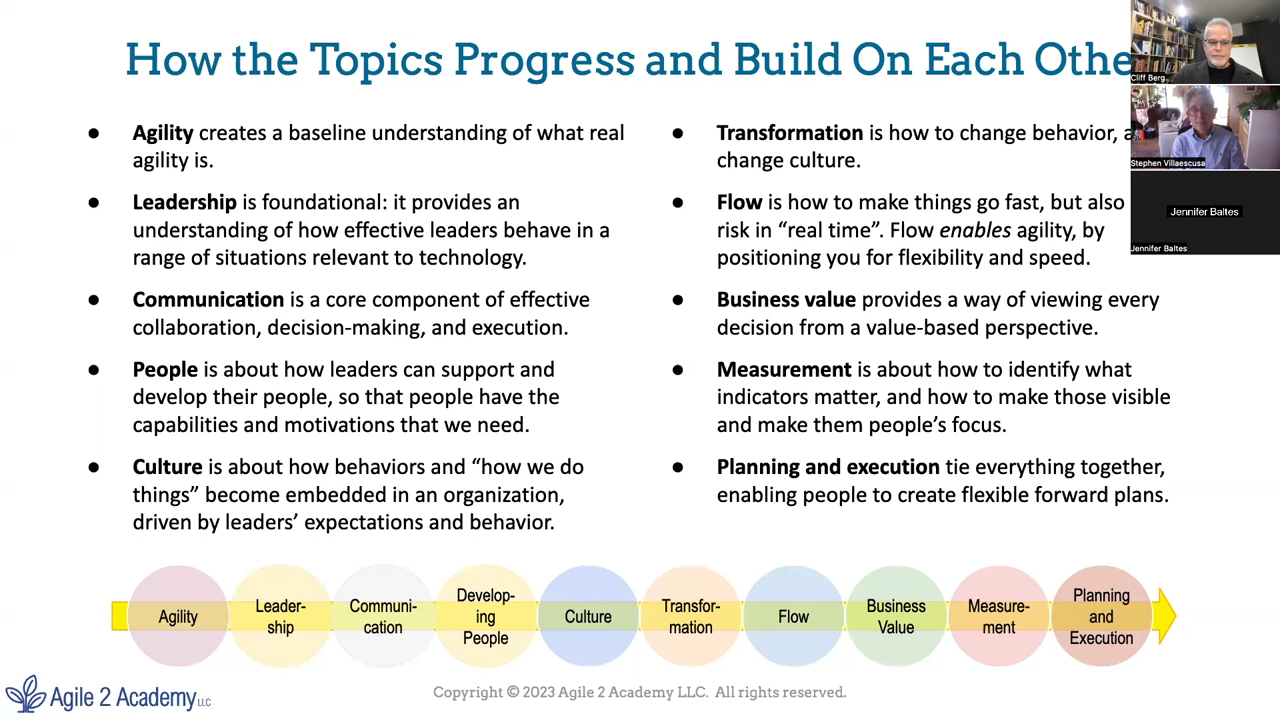 How the Topics Progress and Build On Each Othe
Cliff Berg
Stephen Villaescusa
Jennifer Baltes
Jennifer Baltes
● Agility creates a baseline understanding of what real
agility is.
● Leadership is foundational: it provides an
understanding of how effective leaders behave in a
range of situations relevant to technology.
● Communication is a core component of effective
collaboration, decision-making, and execution.
● People is about how leaders can support and
develop their people, so that people have the
capabilities and motivations that we need.
● Culture is about how behaviors and “how we do
things” become embedded in an organization,
driven by leaders’ expectations and behavior.
● Transformation is how to change behavior,
change culture.
● Flow is how to make things go fast, but also
risk in “real time”. Flow enables agility, by
positioning you for flexibility and speed.
● Business value provides a way of viewing every
decision from a value-based perspective.
● Measurement is about how to identify what
indicators matter, and how to make those visible
and make them people’s focus.
● Planning and execution tie everything together,
enabling people to create flexible forward plans.
Agility
Leader-
ship
Communi-
cation
Develop-
ing
People
Culture
Transfor-
mation
Flow
Business
Value
Measure-
ment
Planning
and
Execution
Agile 2 Academy LLC
Copyright © 2023 Agile 2 Academy LLC. All rights reserved.